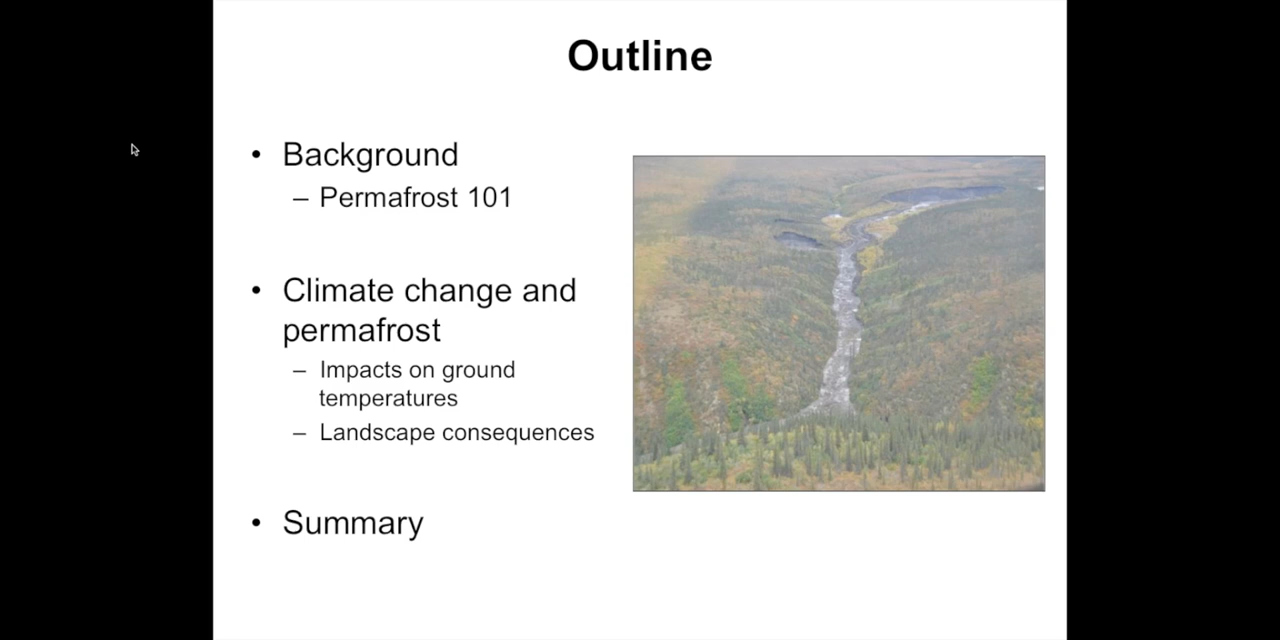 Outline
• Background
– Permafrost 101
• Climate change and
permafrost
– Impacts on ground
temperatures
– Landscape consequences
• Summary